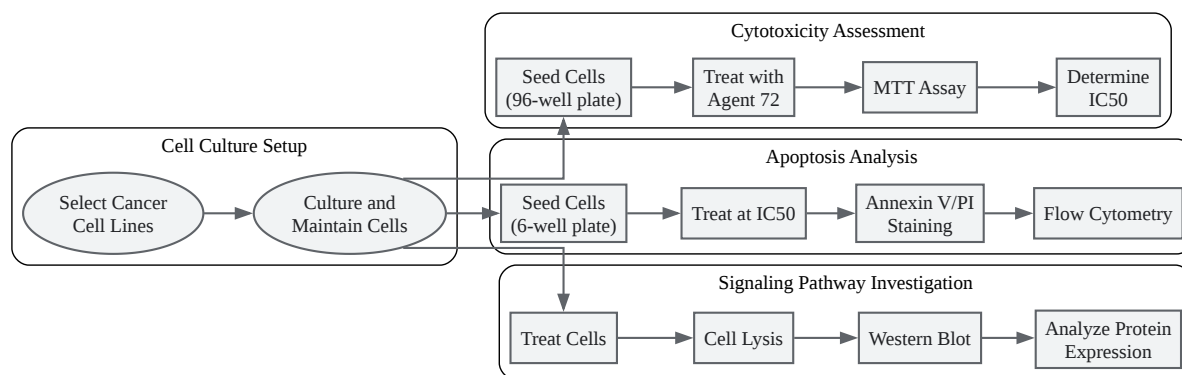 Cytotoxicity Assessment
Seed Cells
(96-well plate)
Treat with
Agent 72
MTT Assay
Determine
IC50
Cell Culture Setup
Select Cancer
Cell Lines
Culture and
Maintain Cells
Apoptosis Analysis
Seed Cells
(6-well plate)
Treat at IC50
Annexin V/PI
Staining
Flow Cytometry
Signaling Pathway Investigation
Treat Cells
Cell Lysis
Western Blot
Analyze Protein
Expression